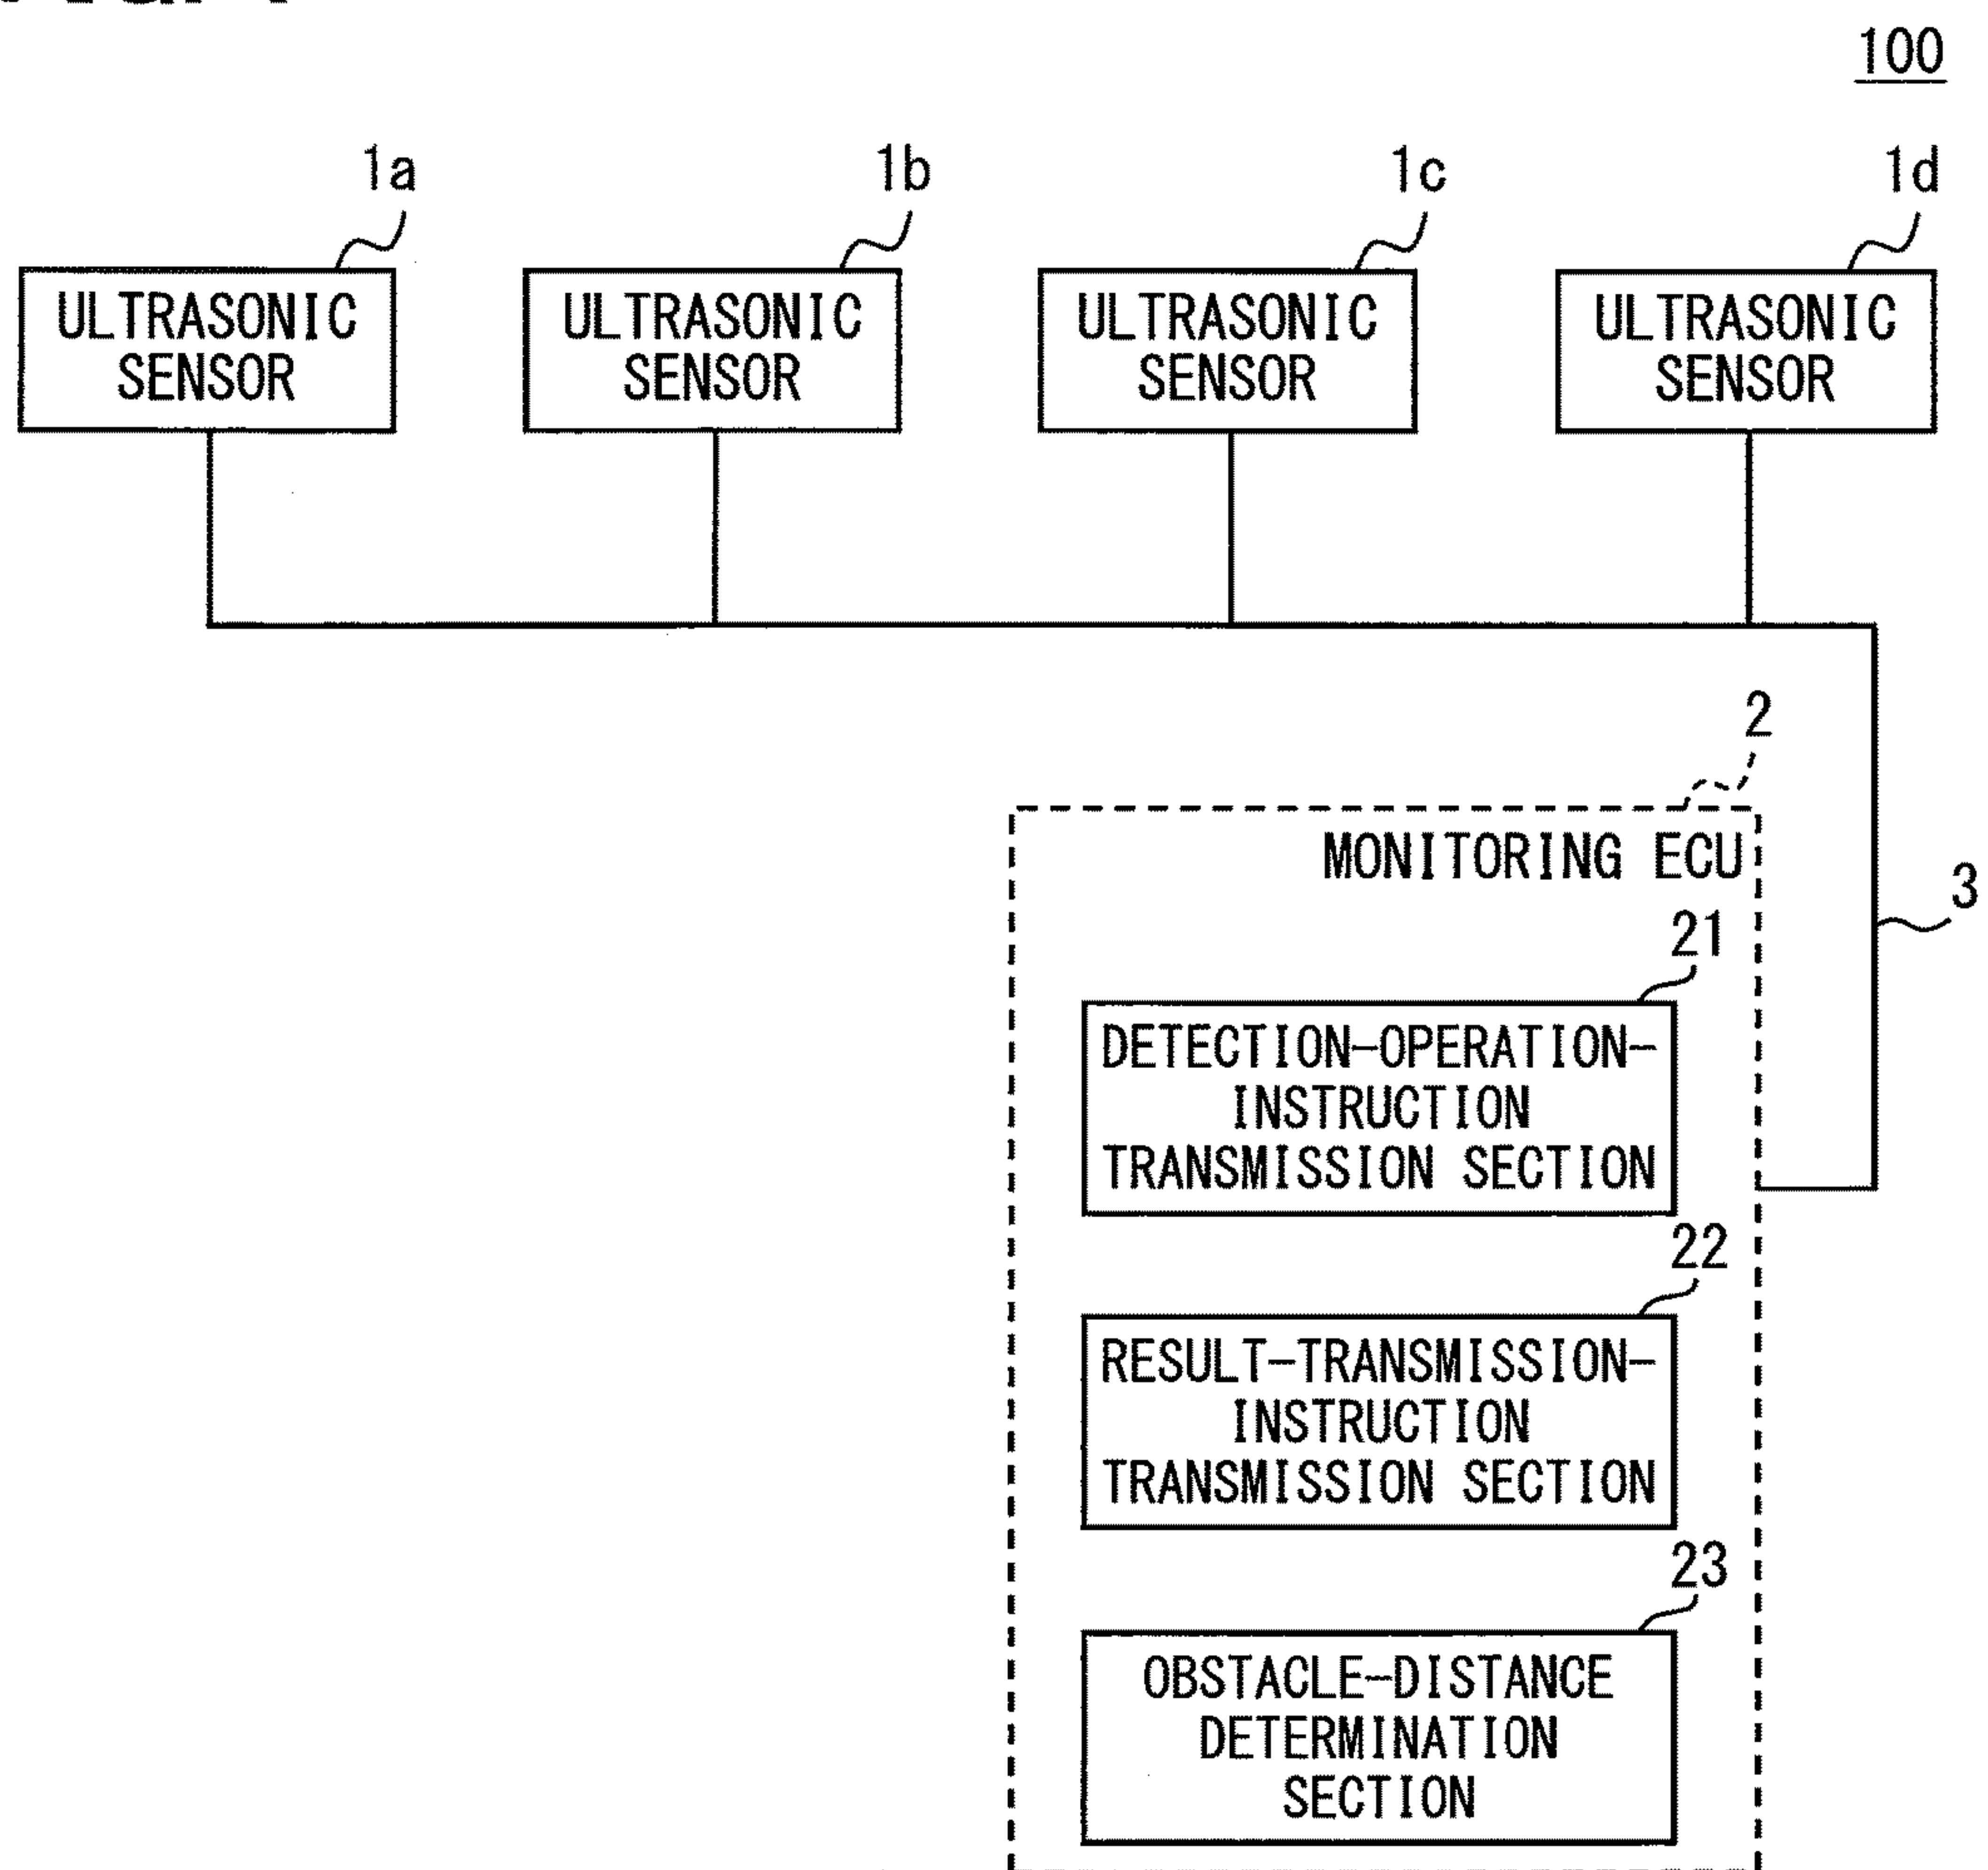 100
1a
1b
1c
1d
ULTRASONIC
SENSOR
ULTRASONIC
SENSOR
ULTRASONIC
SENSOR
ULTRASONIC
SENSOR
2
MONITORING ECU
3
21
DETECTION-OPERATION-
INSTRUCTION
TRANSMISSION SECTION
22
RESULT-TRANSMISSION-
INSTRUCTION
TRANSMISSION SECTION
23
OBSTACLE-DISTANCE
DETERMINATION
SECTION